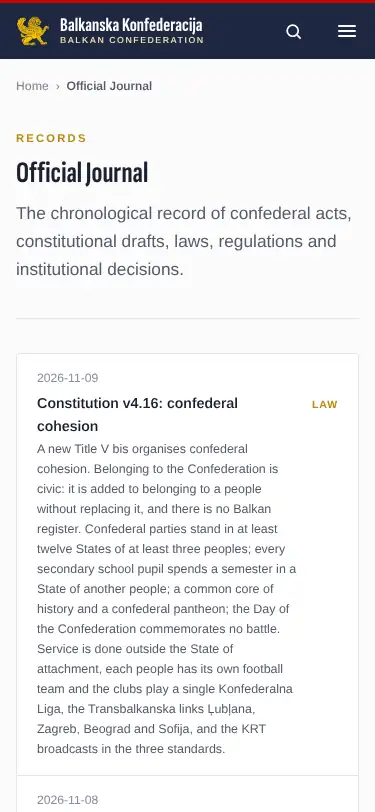 Balkanska Konfederacija
BALKAN CONFEDERATION
Home › Official Journal
RECORDS
Official Journal
The chronological record of confederal acts,
constitutional drafts, laws, regulations and
institutional decisions.
2026-11-09
Constitution v4.16: confederal
cohesion
LAW
A new Title V bis organises confederal
cohesion. Belonging to the Confederation is
civic: it is added to belonging to a people
without replacing it, and there is no Balkan
register. Confederal parties stand in at least
twelve States of at least three peoples; every
secondary school pupil spends a semester in a
State of another people; a common core of
history and a confederal pantheon; the Day of
the Confederation commemorates no battle.
Service is done outside the State of
attachment, each people has its own football
team and the clubs play a single Konfederalna
Liga, the Transbalkanska links Ļubļana,
Zagreb, Beograd and Sofija, and the KRT
broadcasts in the three standards.
2026-11-08